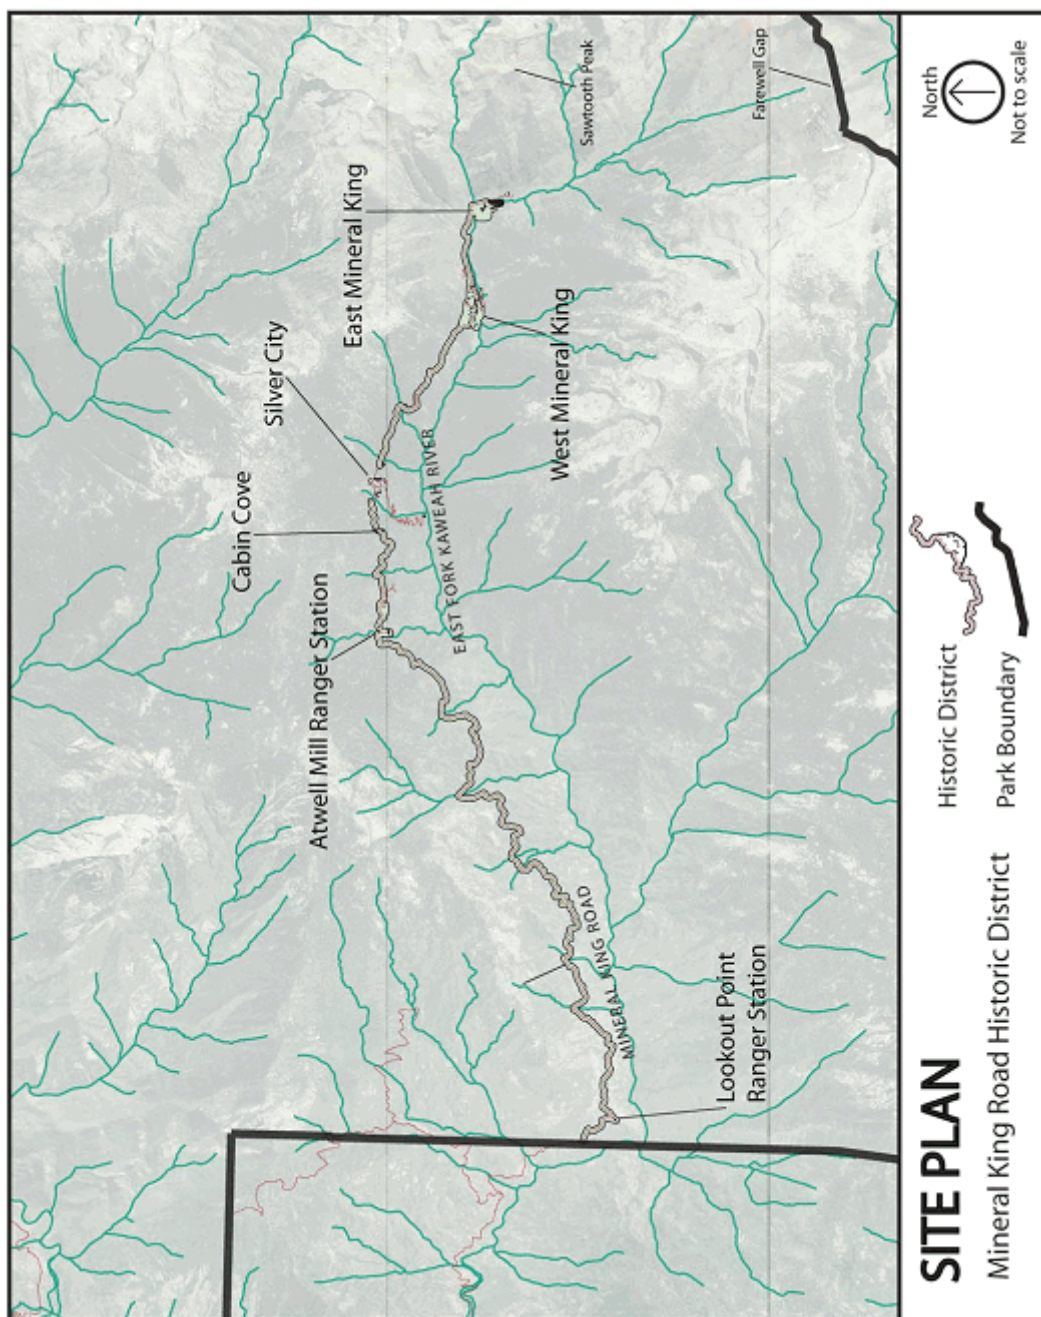 SITE PLAN
Mineral King Road Historic District
Historic District
Park Boundary
North
Not to scale
Lookout Point
Ranger Station
MINERAL KING ROAD
Atwell Mill Ranger Station
EAST FORK KAWEAH RIVER
Cabin Cove
Silver City
West Mineral King
East Mineral King
Sawtooth Peak
Farewell Gap